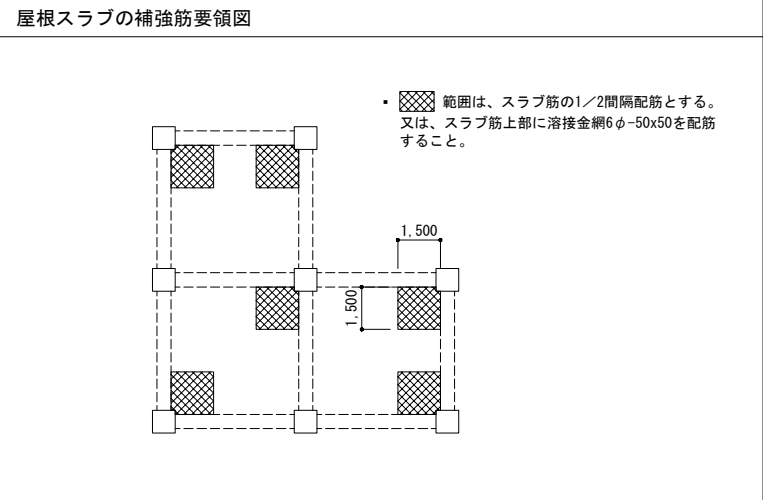 屋根スラブの補強筋要領図
・ 範囲は、スラブ筋の1／2間隔配筋とする。
又は、スラブ筋上部に溶接金網6φ-50x50を配筋
すること。
1,500
1,500